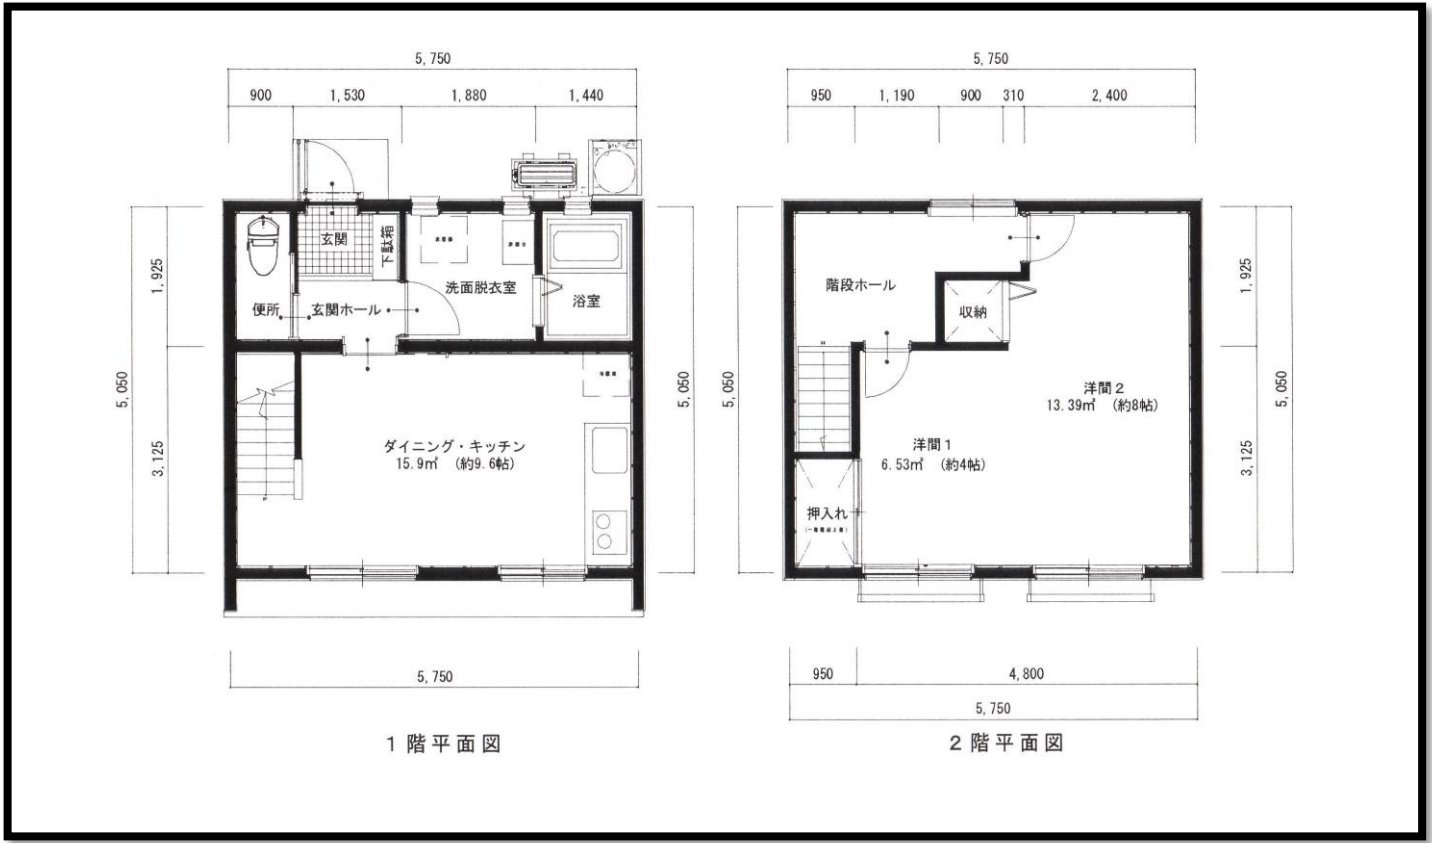 5,750
900 1,530 1,880 1,440
玄関
下駄箱
洗面脱衣室
浴室
便所
玄関ホール
1,925
3,125
5,050
5,050
ダイニング・キッチン
15.9㎡ (約9.6帖)
5,750
1階平面図
5,750
950 1,190 900 310 2,400
階段ホール
収納
洋間2
13.39㎡ (約8帖)
洋間1
6.53㎡ (約4帖)
押入れ
5,050
1,925
3,125
5,050
950 4,800
5,750
2階平面図